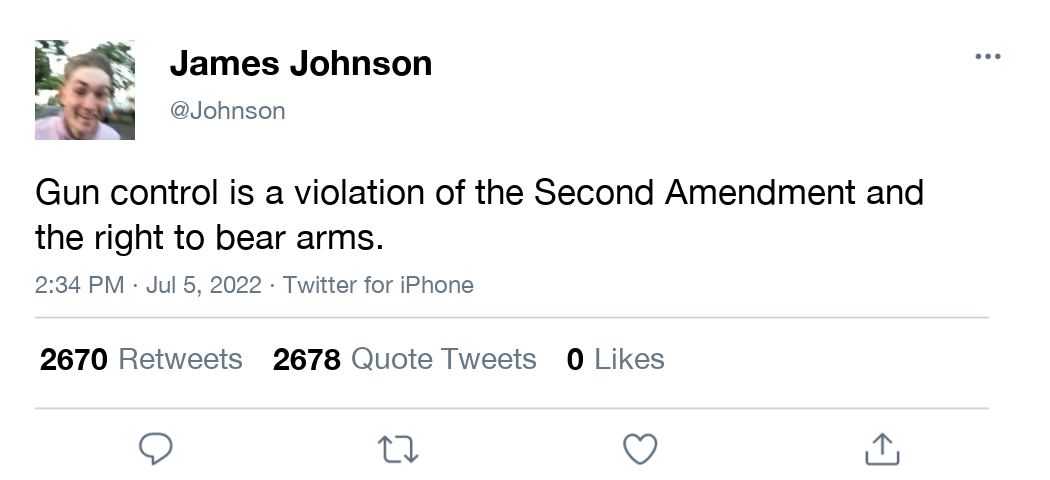 James Johnson
@Johnson
Gun control is a violation of the Second Amendment and
the right to bear arms.
2:34 PM · Jul 5, 2022 · Twitter for iPhone
2670 Retweets 2678 Quote Tweets 0 Likes